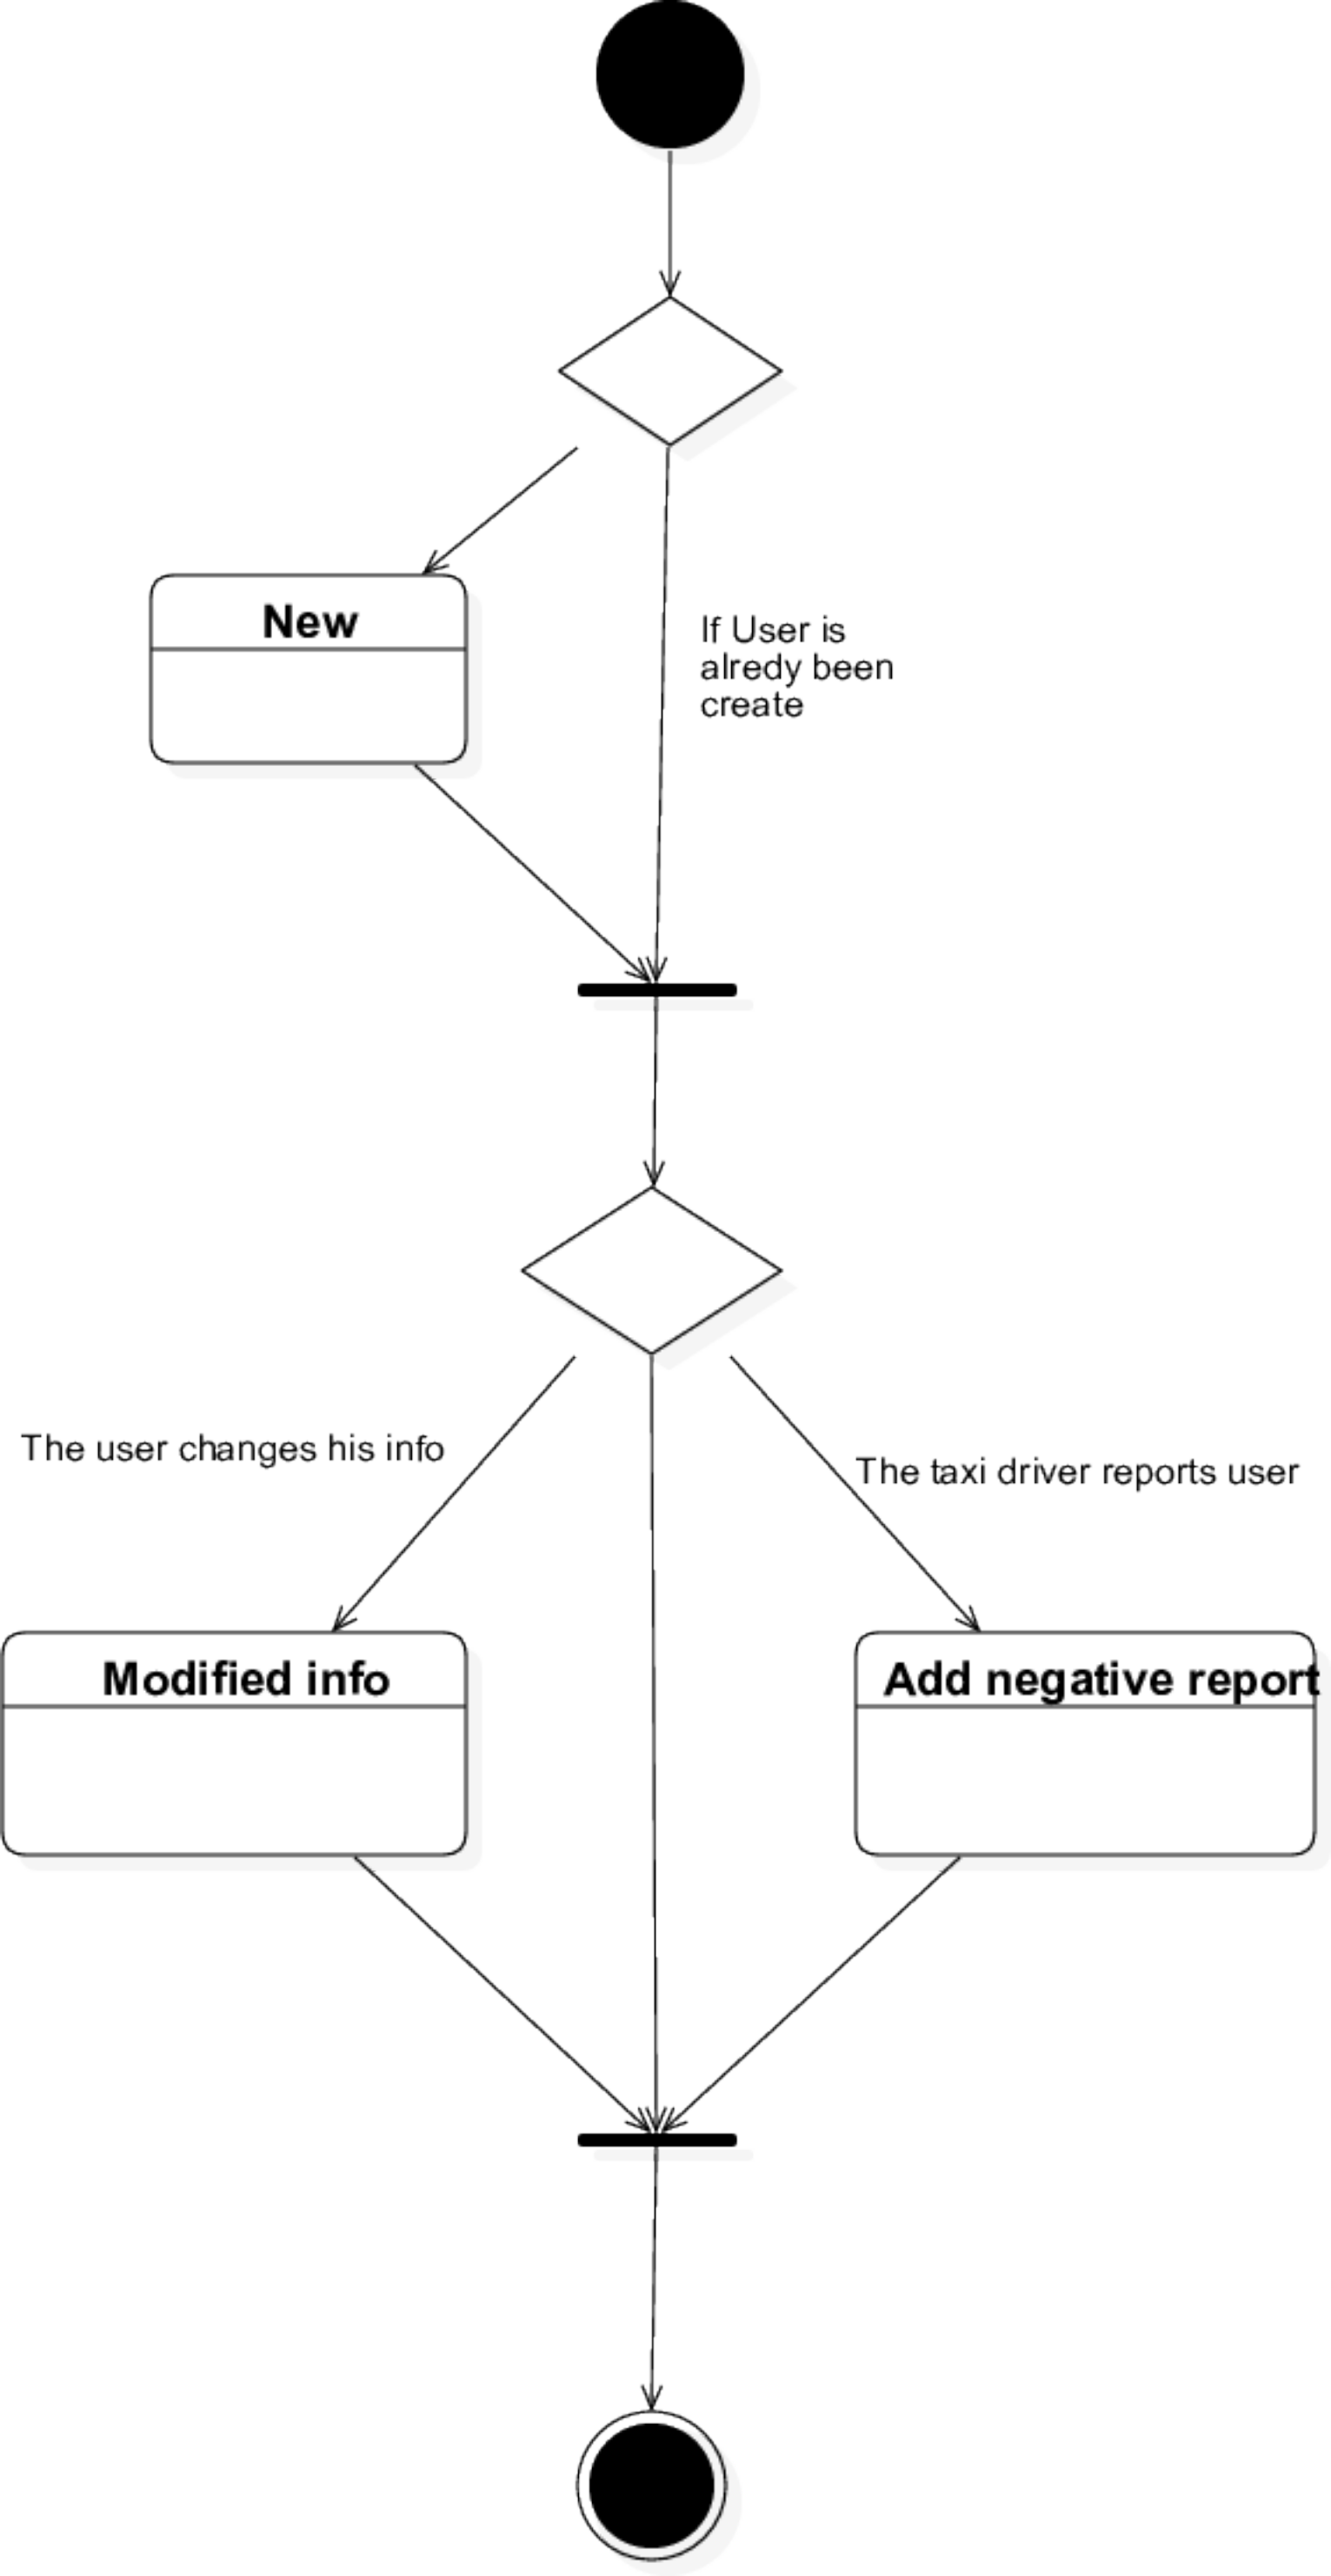 New
If User is
alredy been
create
The user changes his info
The taxi driver reports user
Modified info
Add negative report